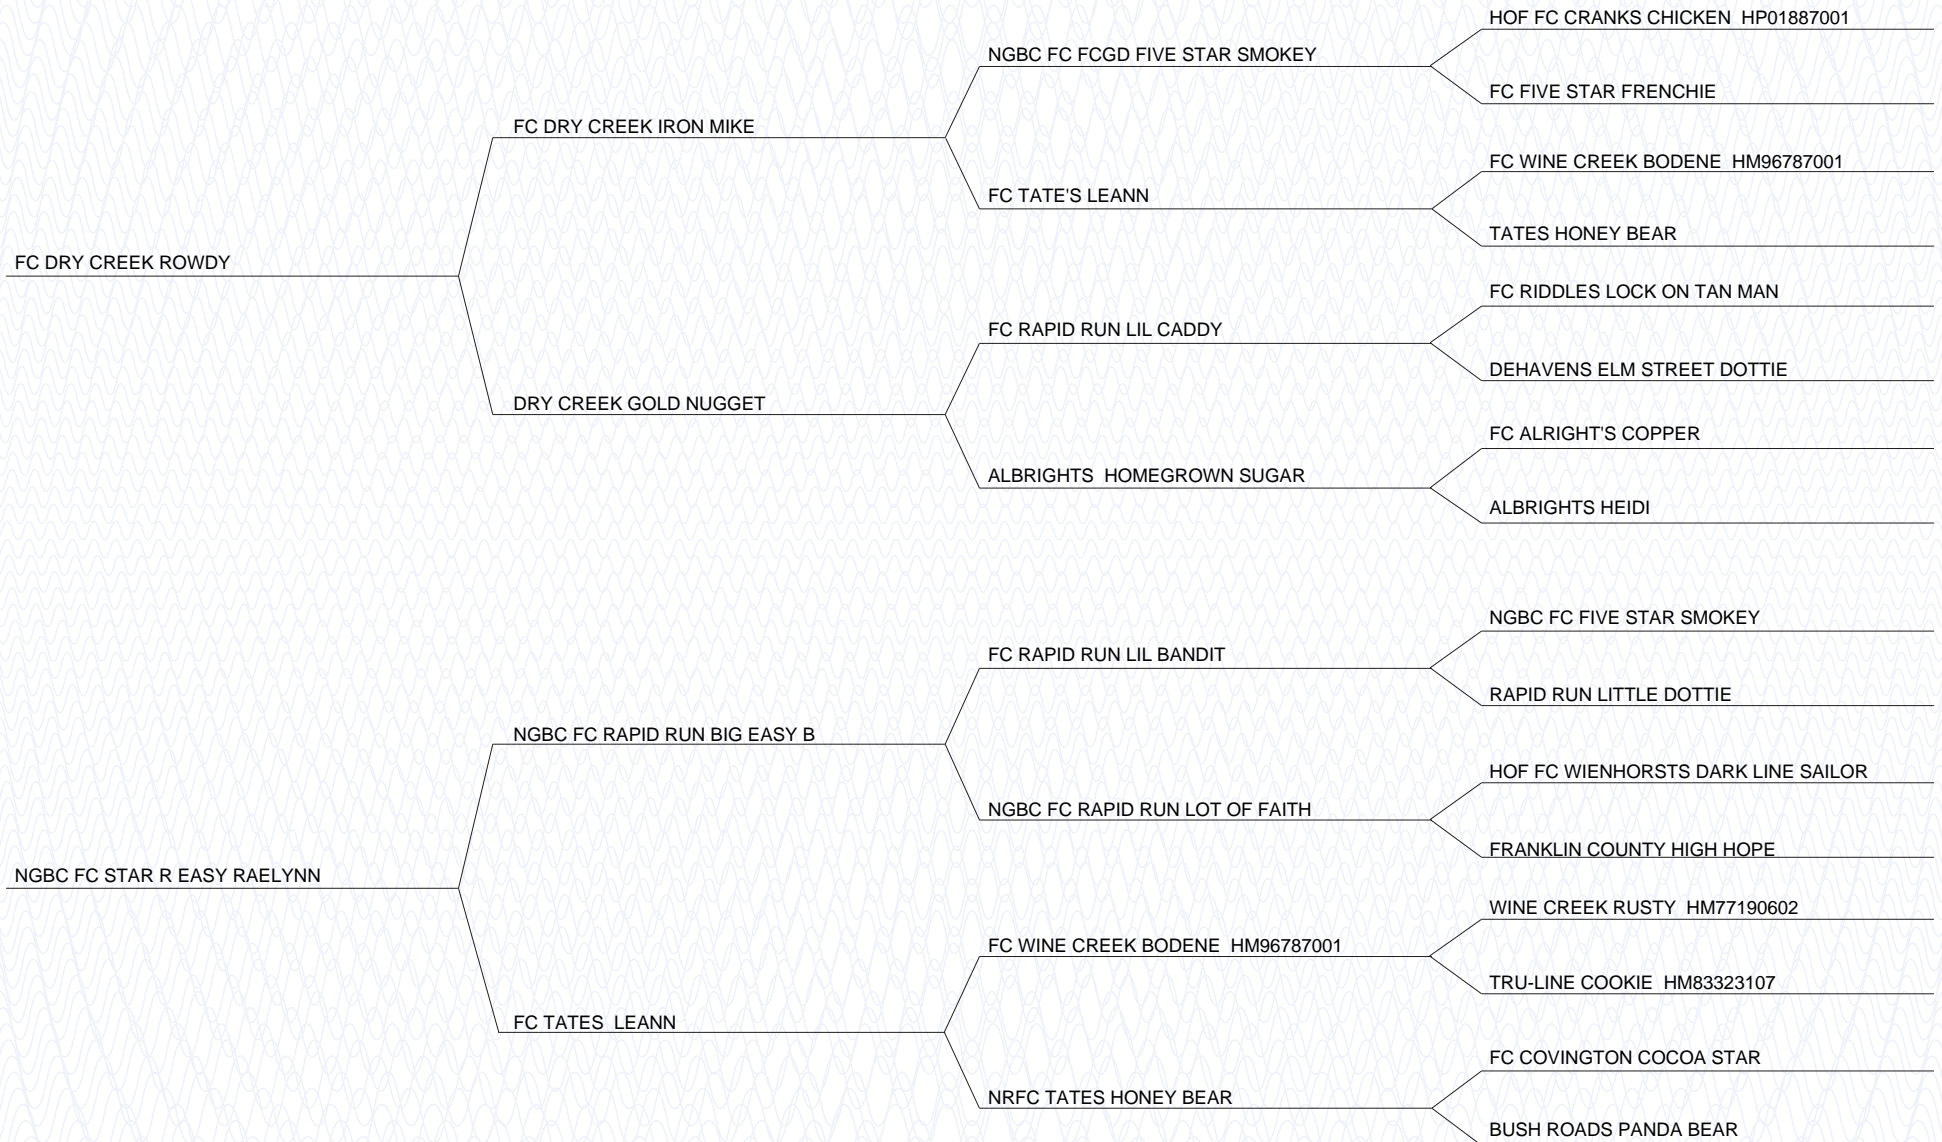 HOF FC CRANKS CHICKEN  HP01887001
NGBC FC FCGD FIVE STAR SMOKEY
FC FIVE STAR FRENCHIE
FC DRY CREEK IRON MIKE
FC WINE CREEK BODENE  HM96787001
FC TATE'S LEANN
TATES HONEY BEAR
FC DRY CREEK ROWDY
FC RIDDLES LOCK ON TAN MAN
FC RAPID RUN LIL CADDY
DEHAVENS ELM STREET DOTTIE
DRY CREEK GOLD NUGGET
FC ALRIGHT'S COPPER
ALBRIGHTS  HOMEGROWN SUGAR
ALBRIGHTS HEIDI
NGBC FC FIVE STAR SMOKEY
FC RAPID RUN LIL BANDIT
RAPID RUN LITTLE DOTTIE
NGBC FC RAPID RUN BIG EASY B
HOF FC WIENHORSTS DARK LINE SAILOR
NGBC FC RAPID RUN LOT OF FAITH
FRANKLIN COUNTY HIGH HOPE
NGBC FC STAR R EASY RAELYNN
WINE CREEK RUSTY  HM77190602
FC WINE CREEK BODENE  HM96787001
TRU-LINE COOKIE  HM83323107
FC TATES  LEANN
FC COVINGTON COCOA STAR
NRFC TATES HONEY BEAR
BUSH ROADS PANDA BEAR